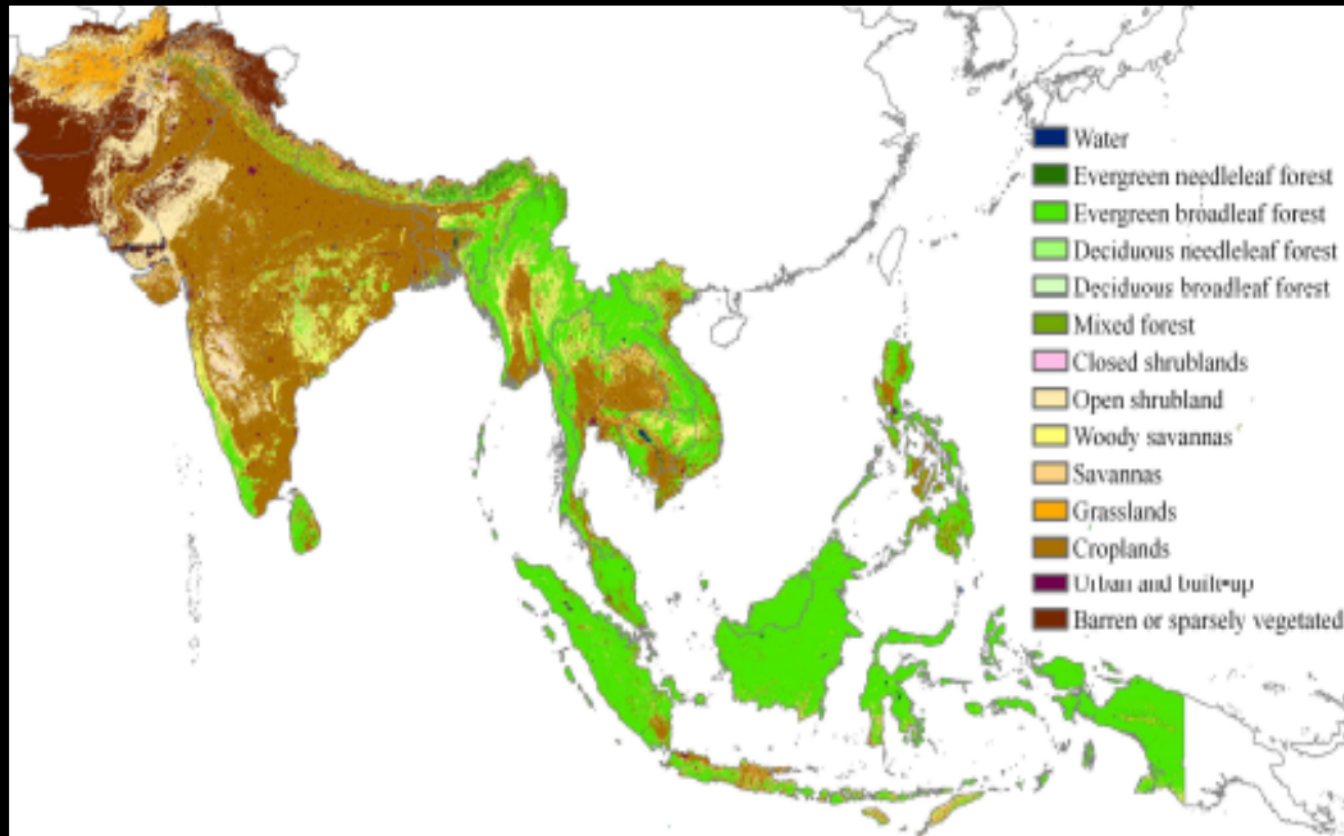 Water
Evergreen needleleaf forest
Evergreen broadleaf forest
Deciduous needleleaf forest
Deciduous broadleaf forest
Mixed forest
Closed shrublands
Open shrubland
Woody savannas
Savannas
Grasslands
Croplands
Urban and built-up
Barren or sparsely vegetated